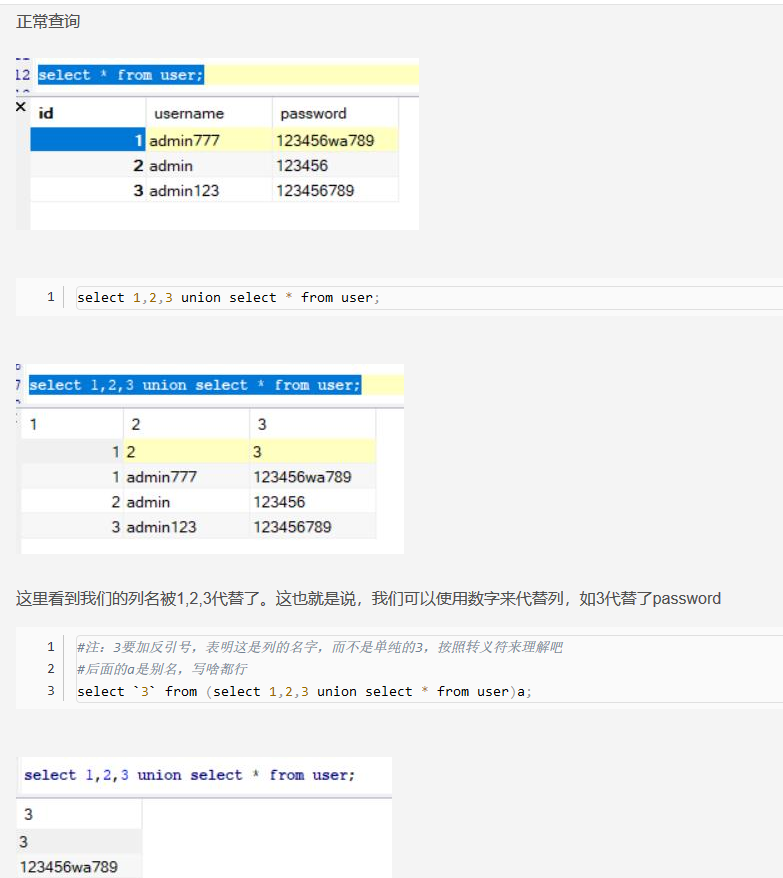 正常查询
12 select * from user;
id username password
1 admin777 123456wa789
2 admin 123456
3 admin123 123456789
1 select 1,2,3 union select * from user;
7 select 1,2,3 union select * from user;
1 2 3
1 2 3
1 admin777 123456wa789
2 admin 123456
3 admin123 123456789
这里看到我们的列名被1,2,3代替了。这也就是说，我们可以使用数字来代替列，如3代替了password
1 #注：3要加反引号，表明这是列的名字，而不是单纯的3，按照转义符来理解吧
2 #后面的a是别名，写啥都行
3 select `3` from (select 1,2,3 union select * from user)a;
select 1,2,3 union select * from user;
3
3
123456wa789